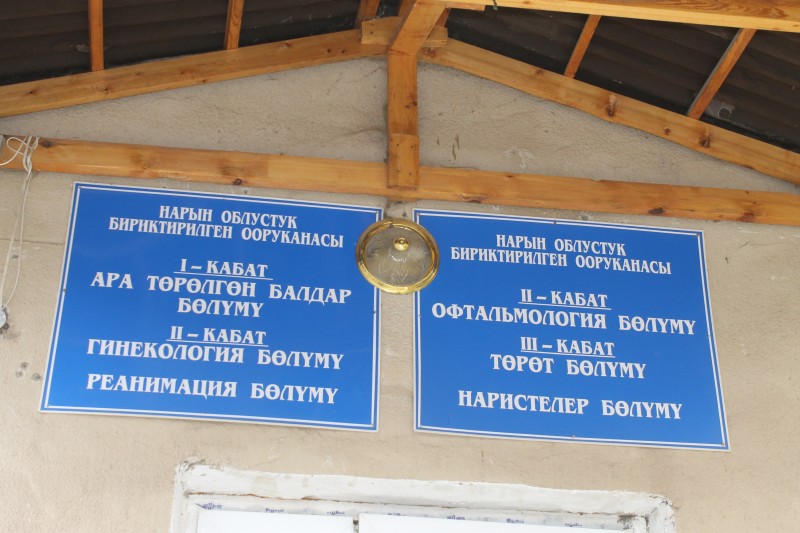 НАРЫН ОБЛУСТУК
БИРИКТИРИЛГЕН ООРУКАНАСЫ
I – КАБАТ
АРА ТӨРӨЛГӨН БАЛДАР
БӨЛҮМҮ
II – КАБАТ
ГИНЕКОЛОГИЯ БӨЛҮМҮ
РЕАНИМАЦИЯ БӨЛҮМҮ
НАРЫН ОБЛУСТУК
БИРИКТИРИЛГЕН ООРУКАНАСЫ
II – КАБАТ
ОФТАЛЬМОЛОГИЯ БӨЛҮМҮ
III – КАБАТ
ТӨРӨТ БӨЛҮМҮ
НАРИСТЕЛЕР БӨЛҮМҮ